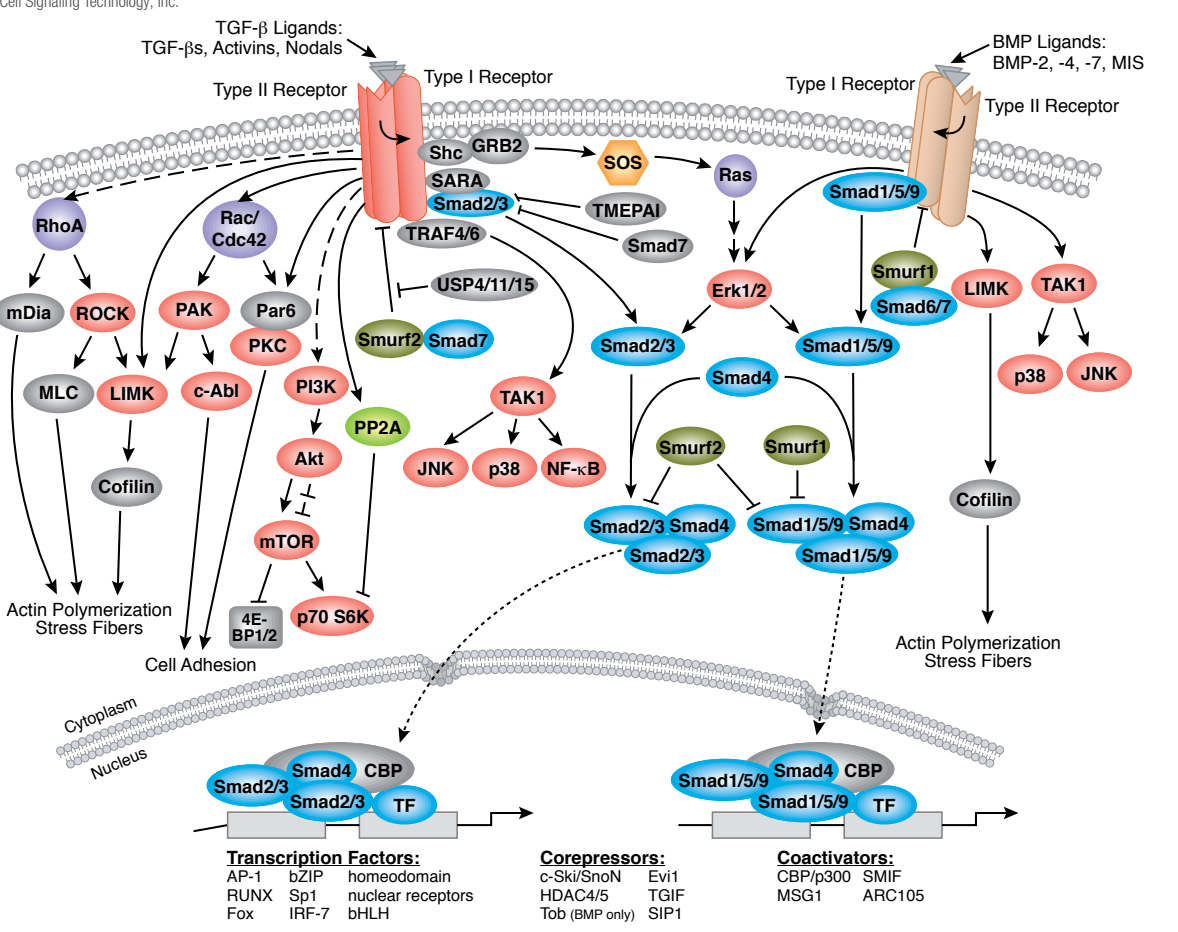 Cell Signaling Technology, Inc.
TGF-β Ligands:
TGF-βs, Activins, Nodals
BMP Ligands:
BMP-2, -4, -7, MIS
Type II Receptor
Type I Receptor
Type I Receptor
Type II Receptor
Shc
GRB2
SOS
Ras
SARA
Smad2/3
TRAF4/6
TMEPAI
Smad7
Smad1/5/9
RhoA
Rac/
Cdc42
USP4/11/15
Smurf1
Smad6/7
LIMK
TAK1
Erk1/2
mDia
ROCK
PAK
Par6
PKC
Smurf2
Smad7
Smad2/3
Smad1/5/9
Smad4
p38
JNK
MLC
LIMK
c-Abl
PI3K
PP2A
TAK1
Akt
JNK
p38
NF-κB
Smurf2
Smurf1
Cofilin
Cofilin
mTOR
Smad2/3
Smad4
Smad2/3
Smad1/5/9
Smad4
Smad1/5/9
4E-
BP1/2
p70 S6K
Actin Polymerization
Stress Fibers
Cell Adhesion
Actin Polymerization
Stress Fibers
Cytoplasm
Nucleus
Smad2/3
Smad4
CBP
Smad2/3
TF
Smad1/5/9
Smad4
CBP
Smad1/5/9
TF
Transcription Factors:
AP-1 bZIP homeodomain
RUNX Sp1 nuclear receptors
Fox IRF-7 bHLH
Corepressors:
c-Ski/SnoN Evi1
HDAC4/5 TGIF
Tob (BMP only) SIP1
Coactivators:
CBP/p300 SMIF
MSG1 ARC105